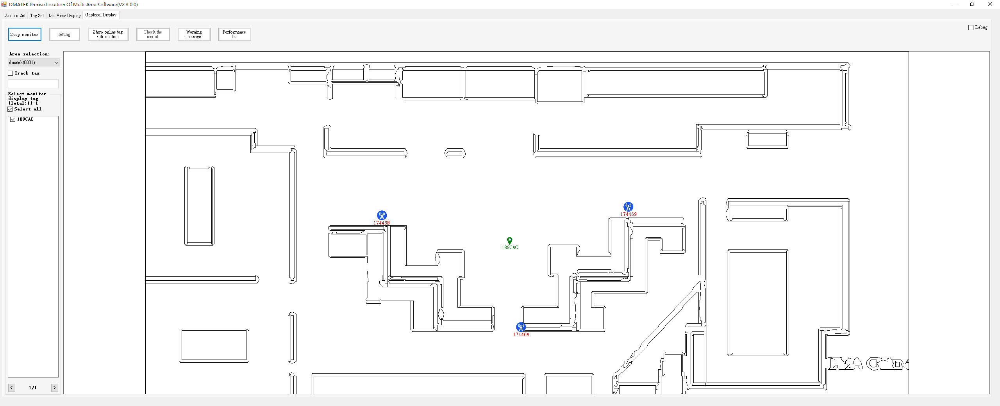 DMATEK Precise Location Of Multi-Area Software(V2.3.0.0)
Anchor Set
Tag Set
List View Display
Gaphical Display
Stop monitor
setting
Show online tag
information
Check the
record
Warning
message
Performance
test
Debug
Area selection:
dmatek(0001)
Track tag
Select monitor
display tag
(Total:1)-1
Select all
189CAC
17446B
174469
189CAC
17446A
1/1